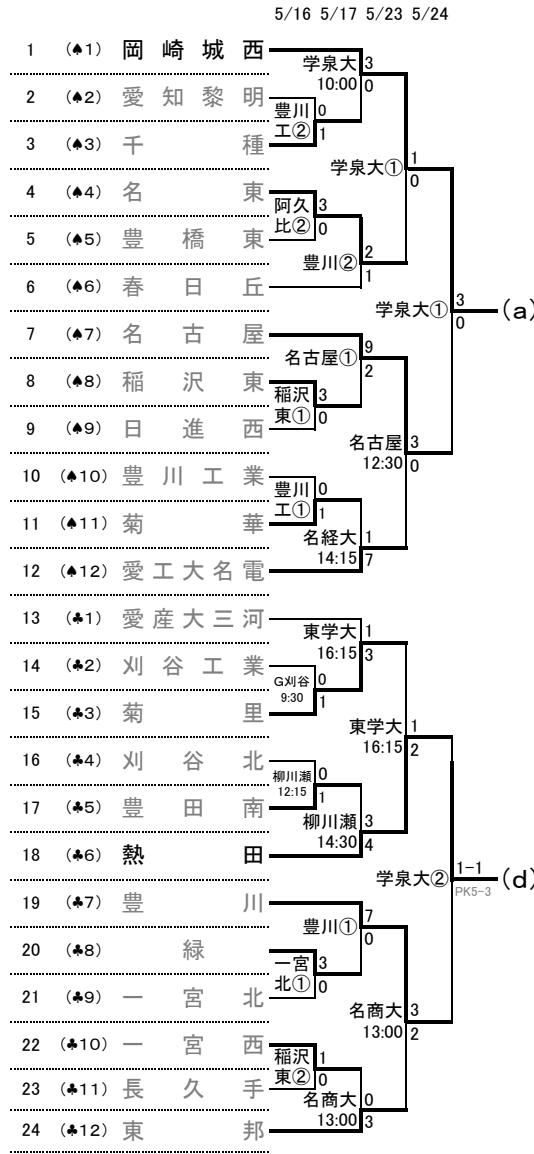 5/16 5/17 5/23 5/24
1 (♠1) 岡崎城西
学泉大 3
10:00 0
2 (♠2) 愛知黎明
豊川 0
工② 1
3 (♠3) 千種
学泉大① 1
0
4 (♠4) 名東
阿久 3
比② 0
5 (♠5) 豊橋東
豊川② 2
1
6 (♠6) 春日丘
学泉大① 3
0
(a)
7 (♠7) 名古屋
名古屋① 9
2
8 (♠8) 稲沢東
稲沢 3
東① 0
9 (♠9) 日進西
名古屋 3
12:30 0
10 (♠10) 豊川工業
豊川 0
工① 1
11 (♠11) 菊華
名経大 1
14:15 7
12 (♠12) 愛工大名電
13 (♣1) 愛産大三河
東学大 1
16:15 3
14 (♣2) 刈谷工業
G刈谷 0
9:30 1
15 (♣3) 菊里
東学大 1
16:15 2
16 (♣4) 刈谷北
柳川瀬 0
12:15 1
17 (♣5) 豊田南
柳川瀬 3
14:30 4
18 (♣6) 熱田
学泉大② 1-1
PK5-3
(d)
19 (♣7) 豊川
豊川① 7
0
20 (♣8) 緑
一宮 3
北① 0
21 (♣9) 一宮北
名商大 3
13:00 2
22 (♣10) 一宮西
稲沢 1
東② 0
23 (♣11) 長久手
名商大 0
13:00 3
24 (♣12) 東邦